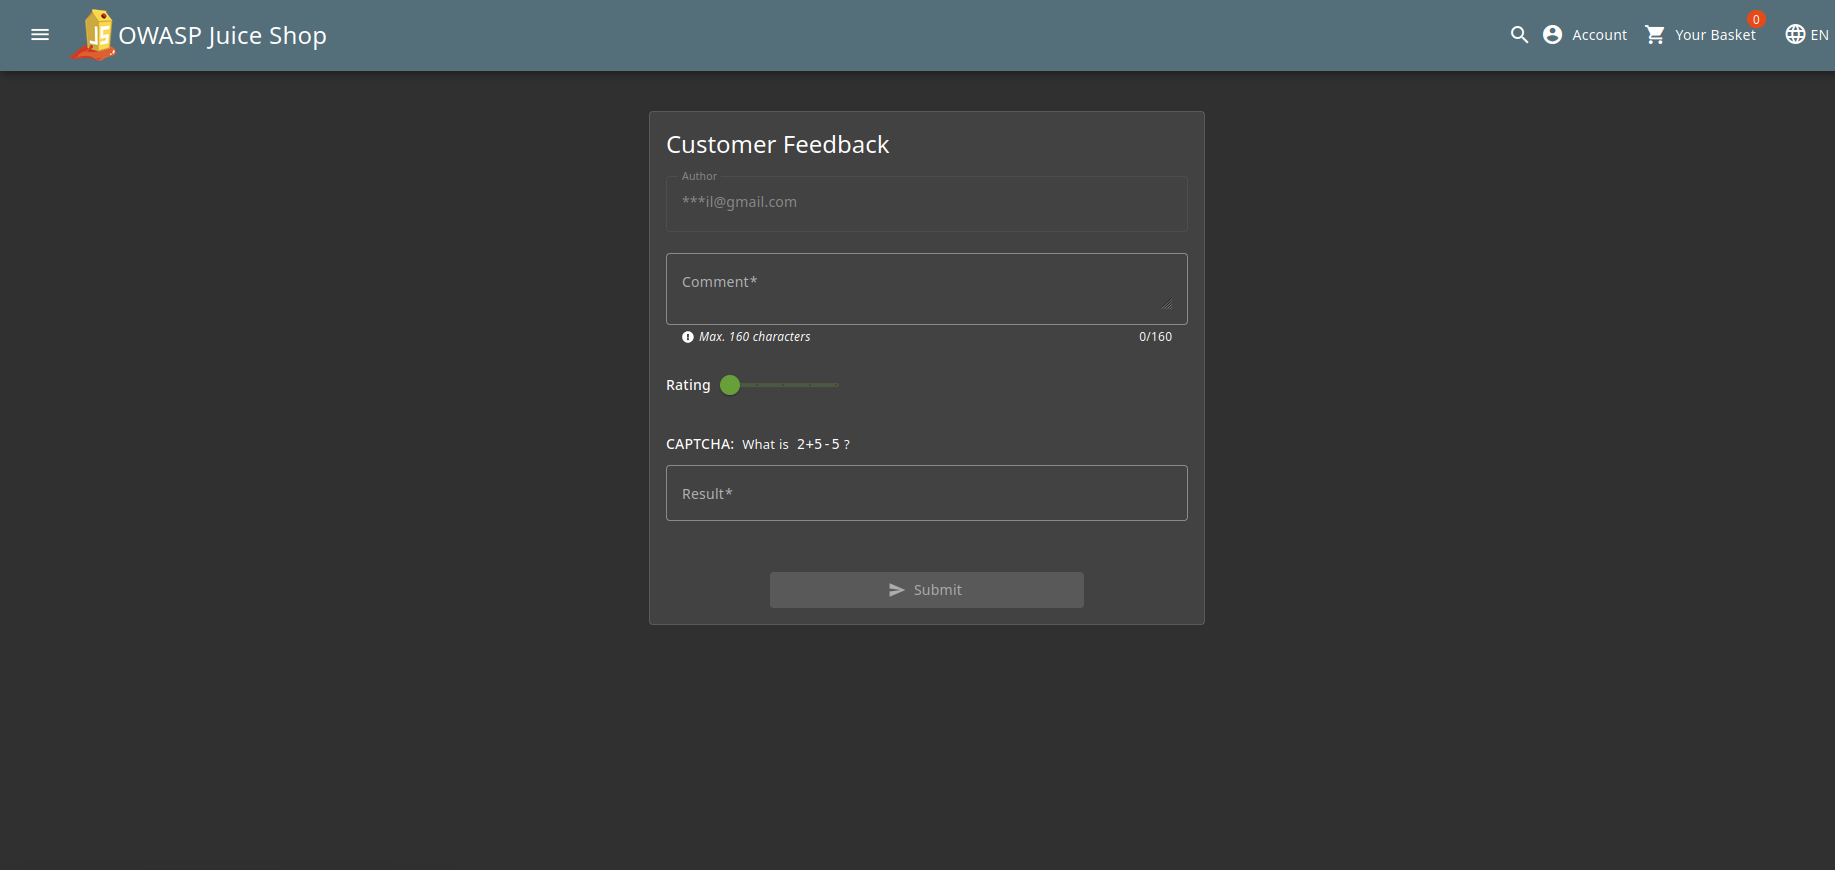 OWASP Juice Shop
Account
Your Basket
0
EN
Customer Feedback
Author
***il@gmail.com
Comment*
Max. 160 characters
0/160
Rating
CAPTCHA: What is 2+5-5 ?
Result*
Submit